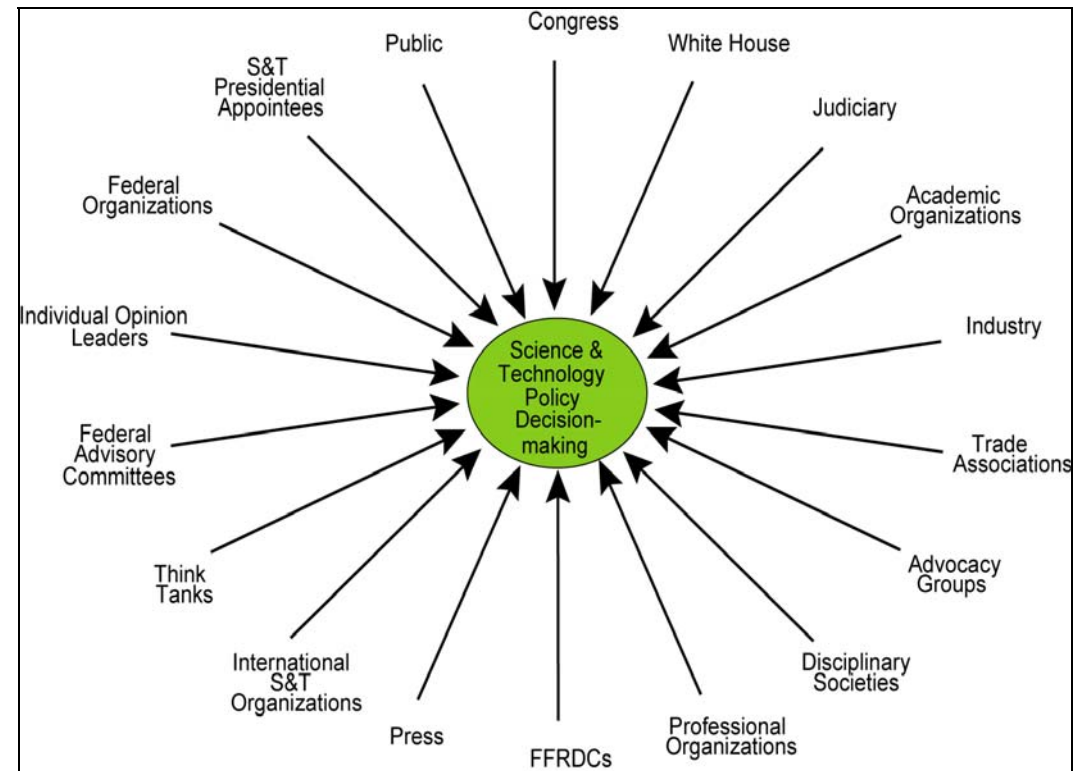 Congress
Public
White House
S&T
Presidential
Appointees
Judiciary
Federal
Organizations
Academic
Organizations
Individual Opinion
Leaders
Industry
Science &
Technology
Policy
Decision-
making
Federal
Advisory
Committees
Trade
Associations
Think
Tanks
Advocacy
Groups
International
S&T
Organizations
Disciplinary
Societies
Press
Professional
Organizations
FFRDCs